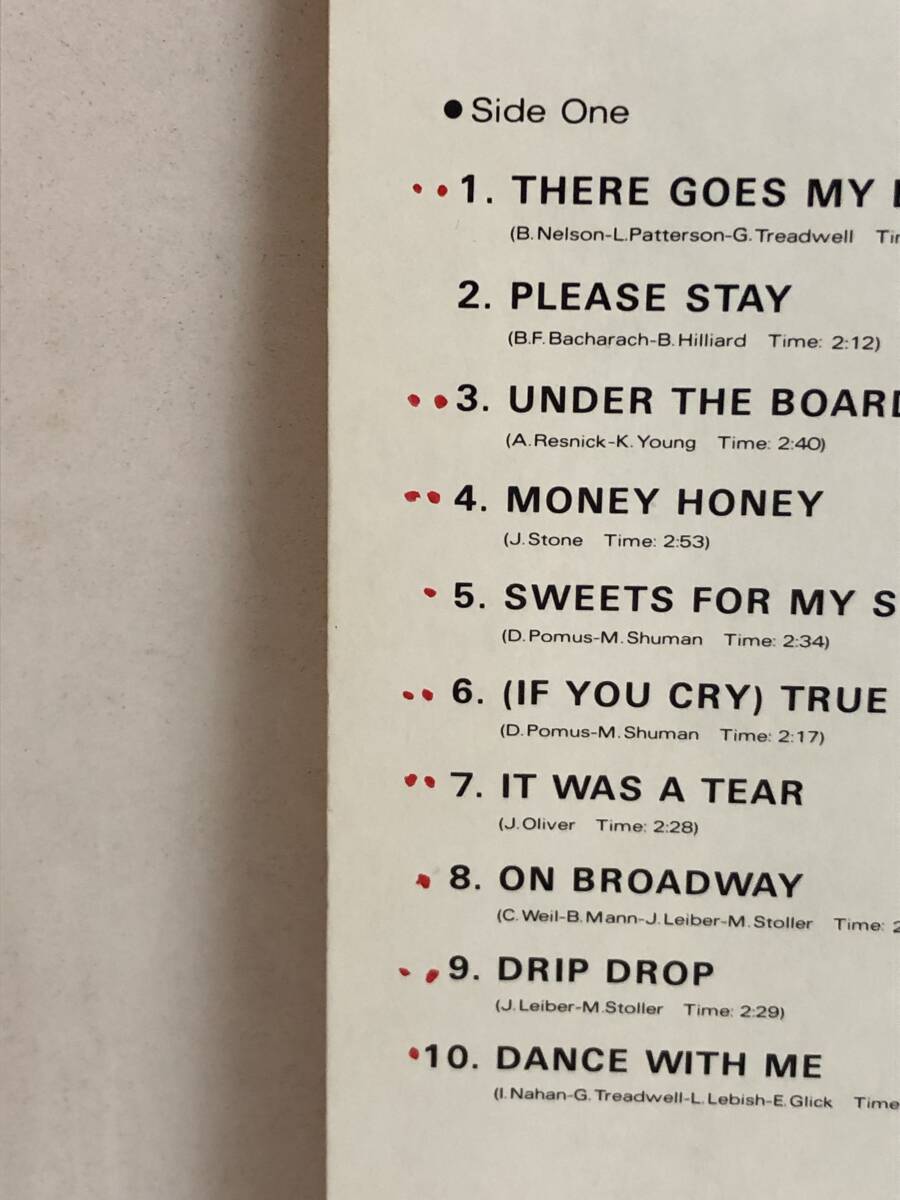 ● Side One
1. THERE GOES MY
(B. Nelson-L. Patterson-G. Treadwell
2. PLEASE STAY
(B.F. Bacharach-B. Hilliard Time: 2:12)
3. UNDER THE
(A. Resnick-K. Young Time: 2:40)
4. MONEY HONEY
(J. Stone Time: 2:53)
5. SWEETS FOR MY
(D. Pomus-M. Shuman Time: 2:34)
6. (IF YOU CRY) TRUE
(D. Pomus-M. Shuman Time: 2:17)
7. IT WAS A TEAR
(J. Oliver Time: 2:28)
8. ON BROADWAY
(C. Weil-B. Mann-J. Leiber-M. Stoller Time:
9. DRIP DROP
(J. Leiber-M. Stoller Time: 2:29)
10. DANCE WITH ME
(I. Nahan-G. Treadwell-L. Lebish-E. Glick Time